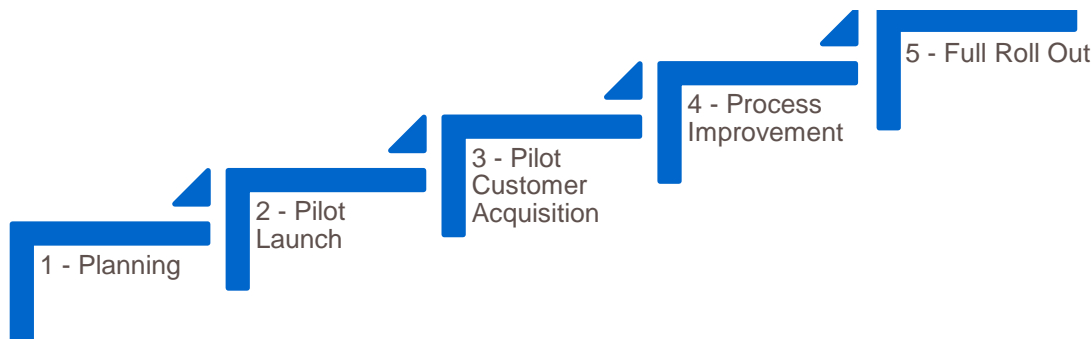 1 - Planning
2 - Pilot
Launch
3 - Pilot
Customer
Acquisition
4 - Process
Improvement
5 - Full Roll Out